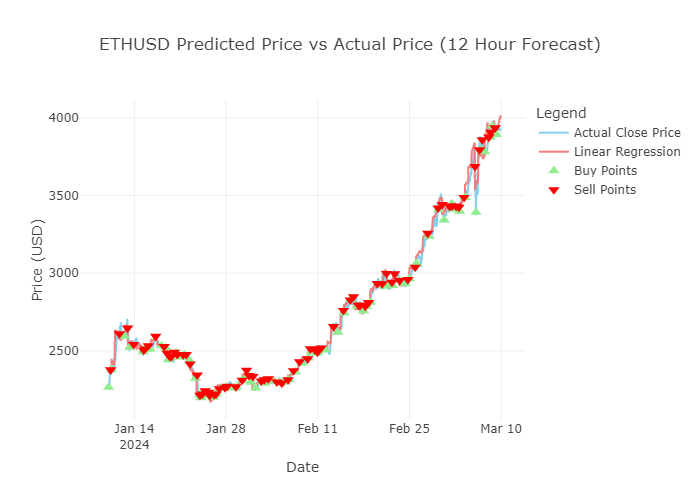 ETHUSD Predicted Price vs Actual Price (12 Hour Forecast)
Legend
Actual Close Price
Linear Regression
Buy Points
Sell Points
Price (USD)
4000
3500
3000
2500
Jan 14
2024
Jan 28
Feb 11
Feb 25
Mar 10
Date